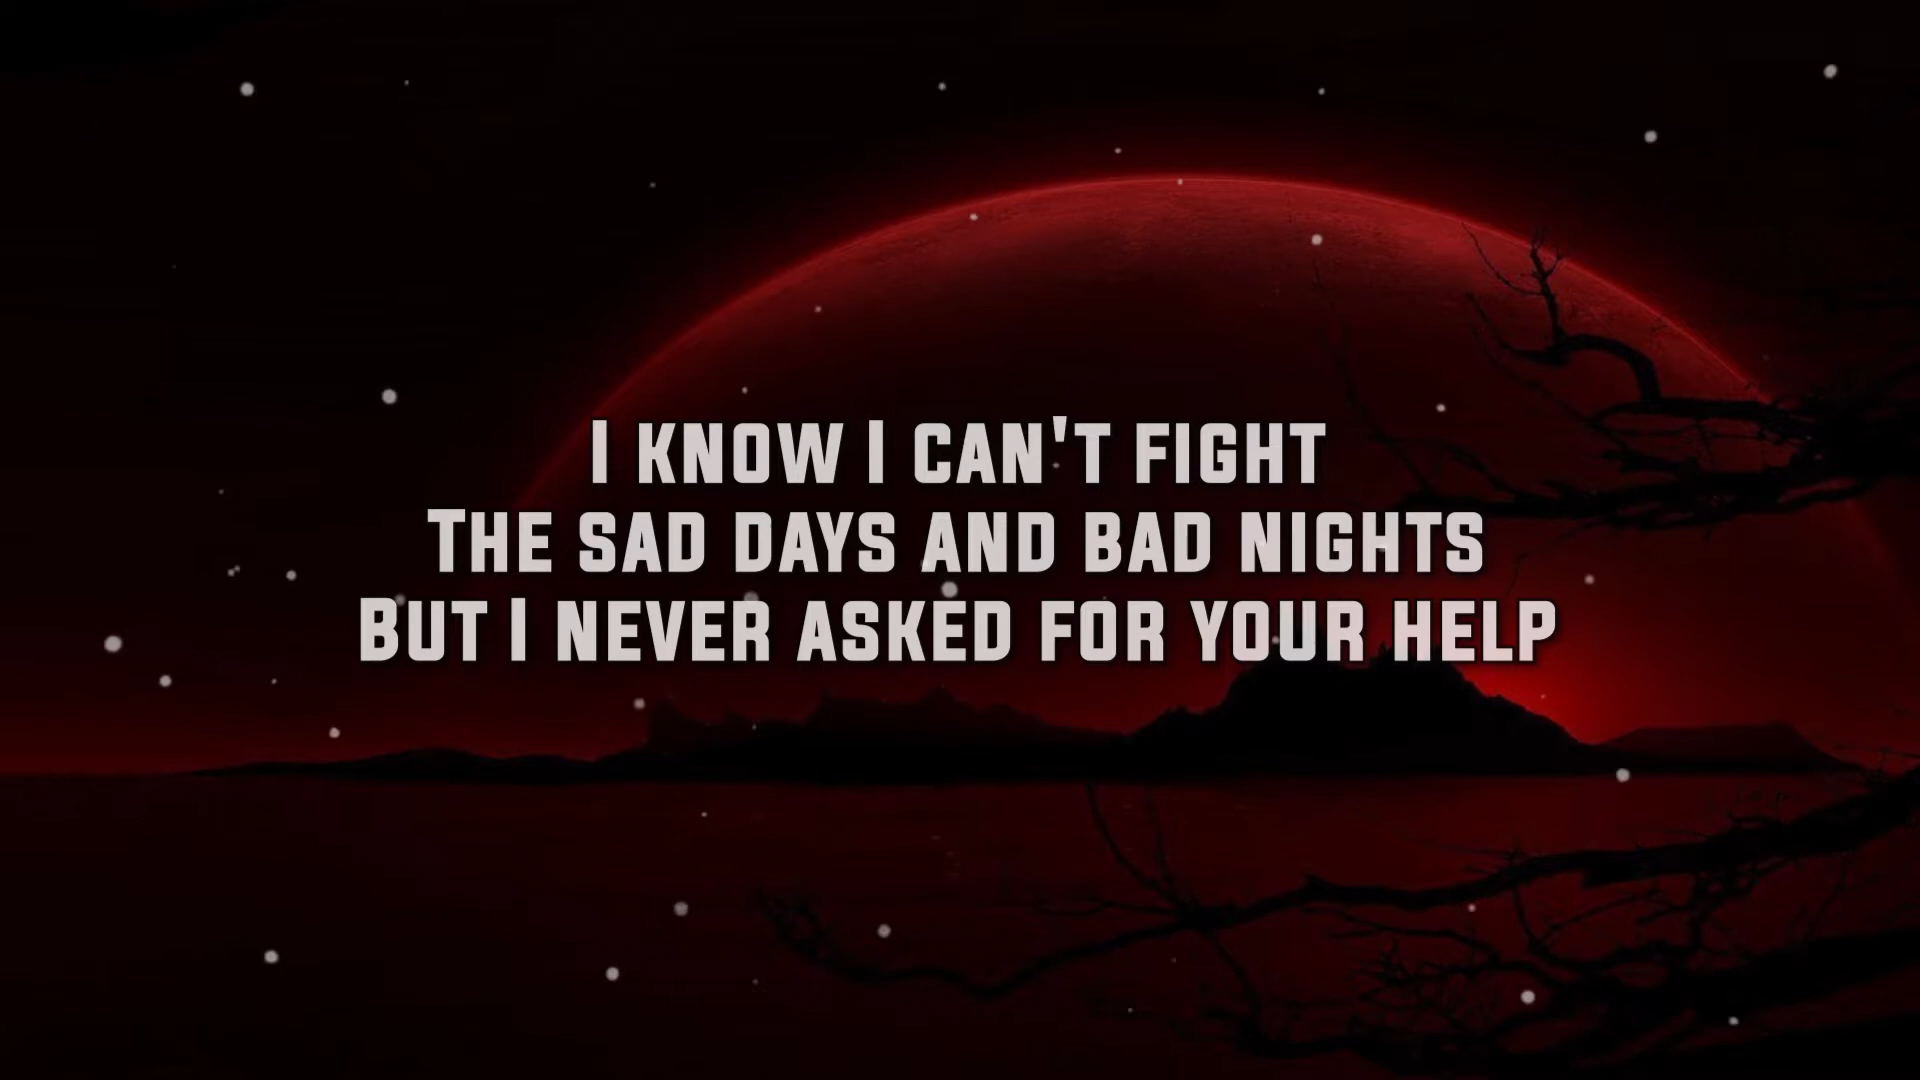 I KNOW I CAN'T FIGHT
THE SAD DAYS AND BAD NIGHTS
BUT I NEVER ASKED FOR YOUR HELP